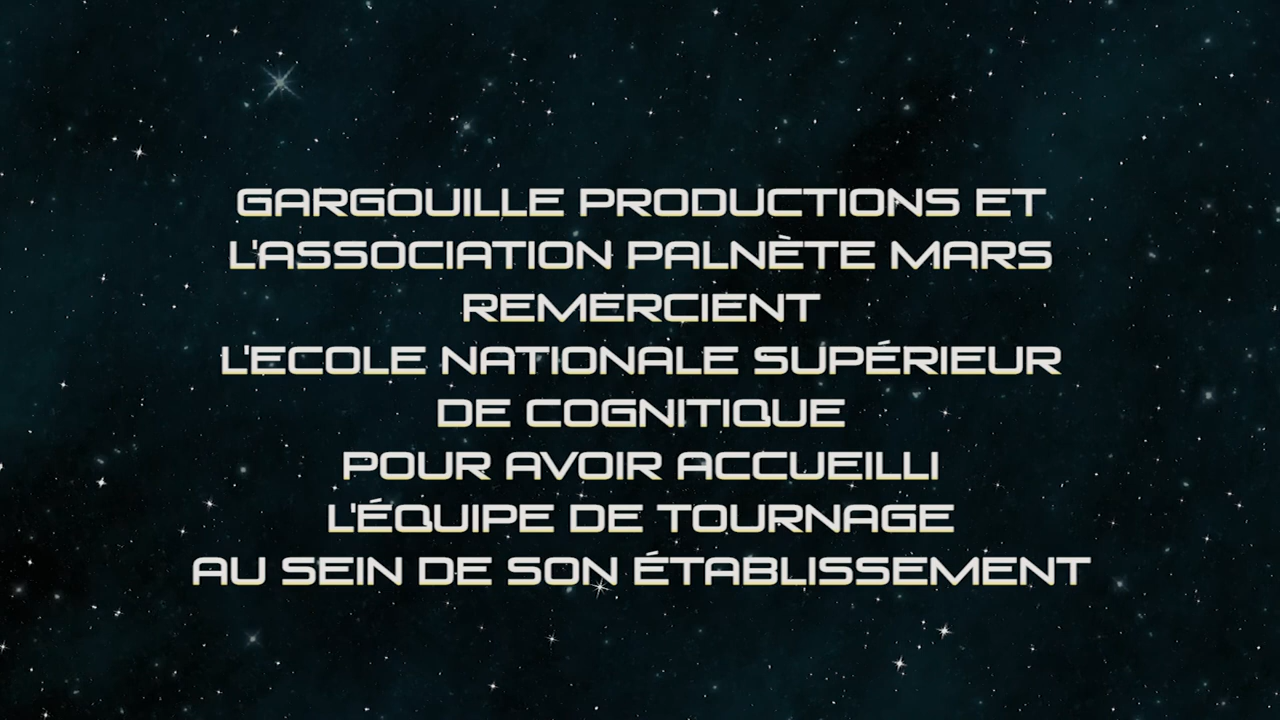 GARGOUILLE PRODUCTIONS ET
L'ASSOCIATION PALNÈTE MARS
REMERCIENT
L'ECOLE NATIONALE SUPÉRIEUR
DE COGNITIQUE
POUR AVOIR ACCUEILLI
L'ÉQUIPE DE TOURNAGE
AU SEIN DE SON ÉTABLISSEMENT